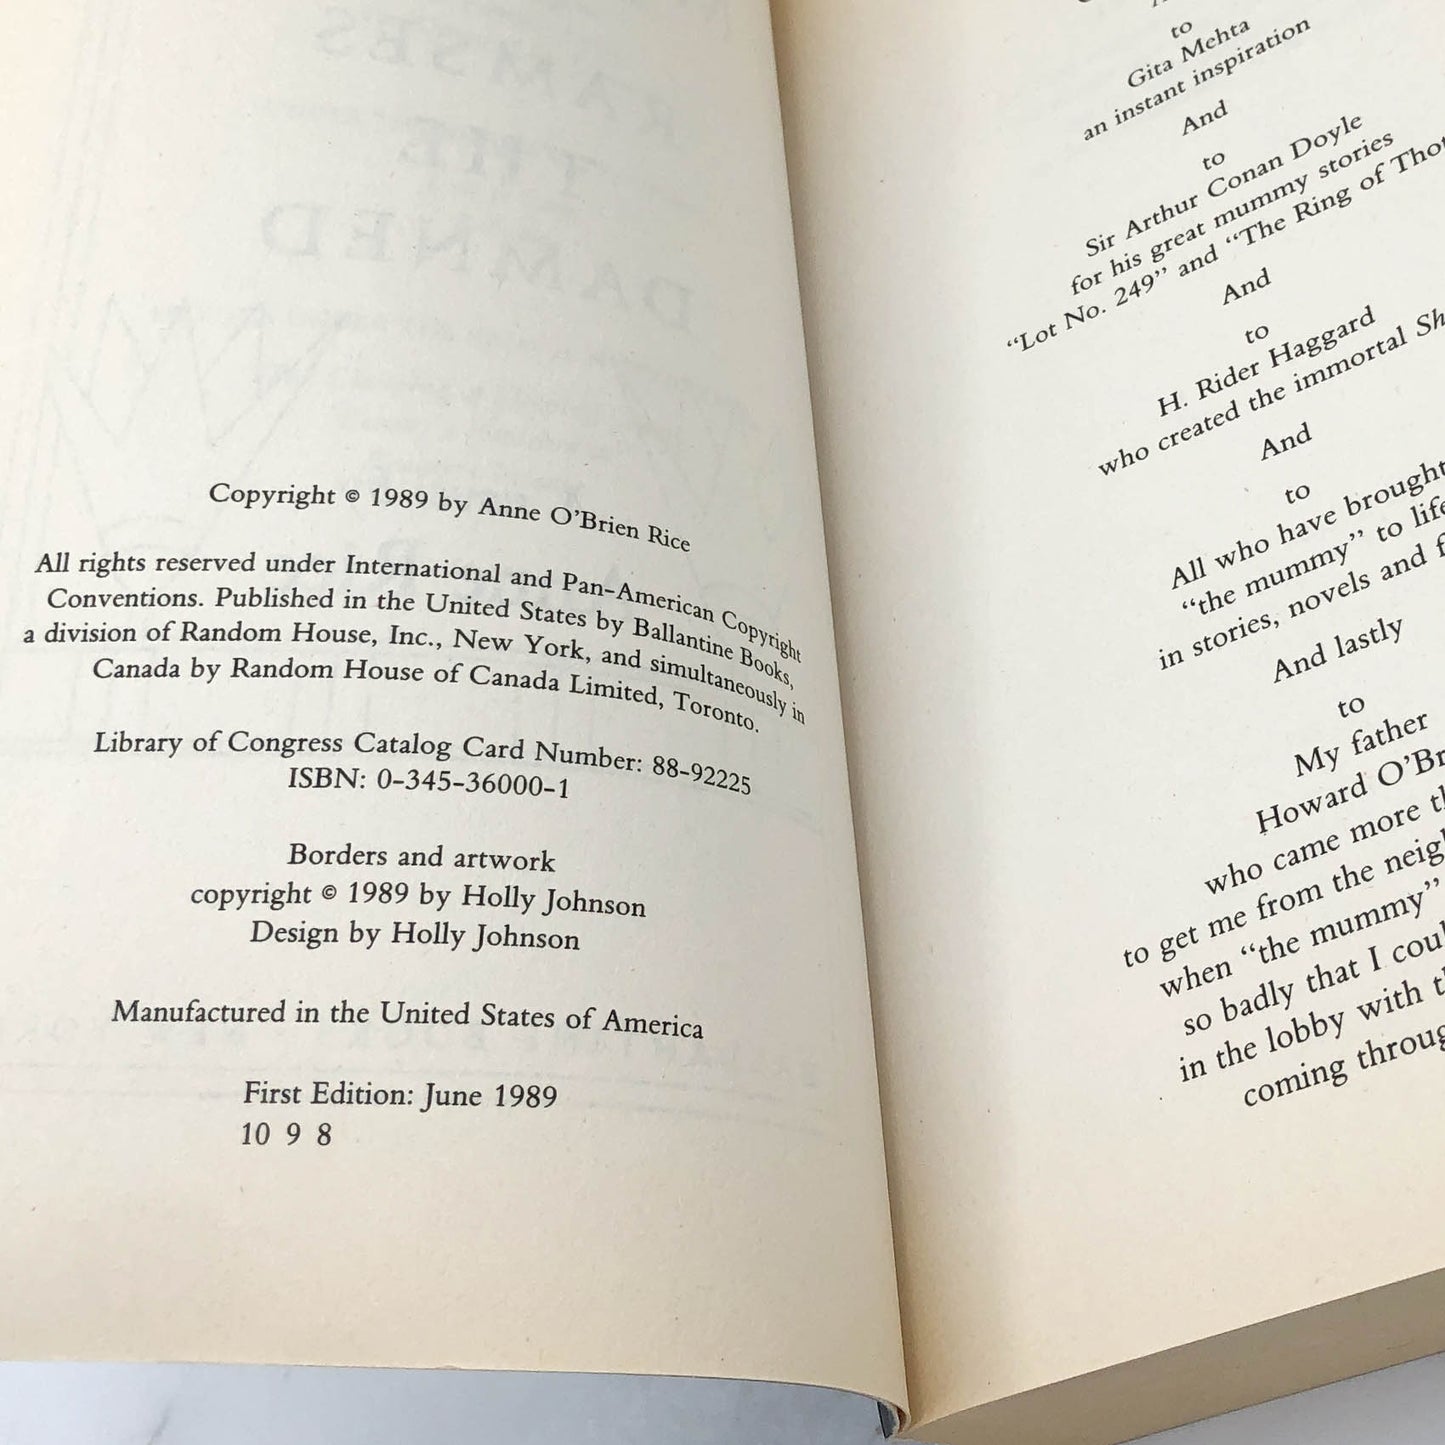 RAMSES
THE
DAMNED
Copyright © 1989 by Anne O'Brien Rice
All rights reserved under International and Pan-American Copyright
Conventions. Published in the United States by Ballantine Books,
a division of Random House, Inc., New York, and simultaneously in
Canada by Random House of Canada Limited, Toronto.
Library of Congress Catalog Card Number: 88-92225
ISBN: 0-345-36000-1
Borders and artwork
copyright © 1989 by Holly Johnson
Design by Holly Johnson
Manufactured in the United States of America
First Edition: June 1989
10 9 8
to
Gita Mehta
an instant inspiration
And
to
Sir Arthur Conan Doyle
for his great mummy stories
"Lot No. 249" and "The Ring of
And
to
H. Rider Haggard
who created the immortal
And
to
All who have brought
"the mummy" to
in stories, novels and
And lastly
to
My father
Howard
who came more
to get me from the
when "the mummy"
so badly that I
in the lobby with
coming